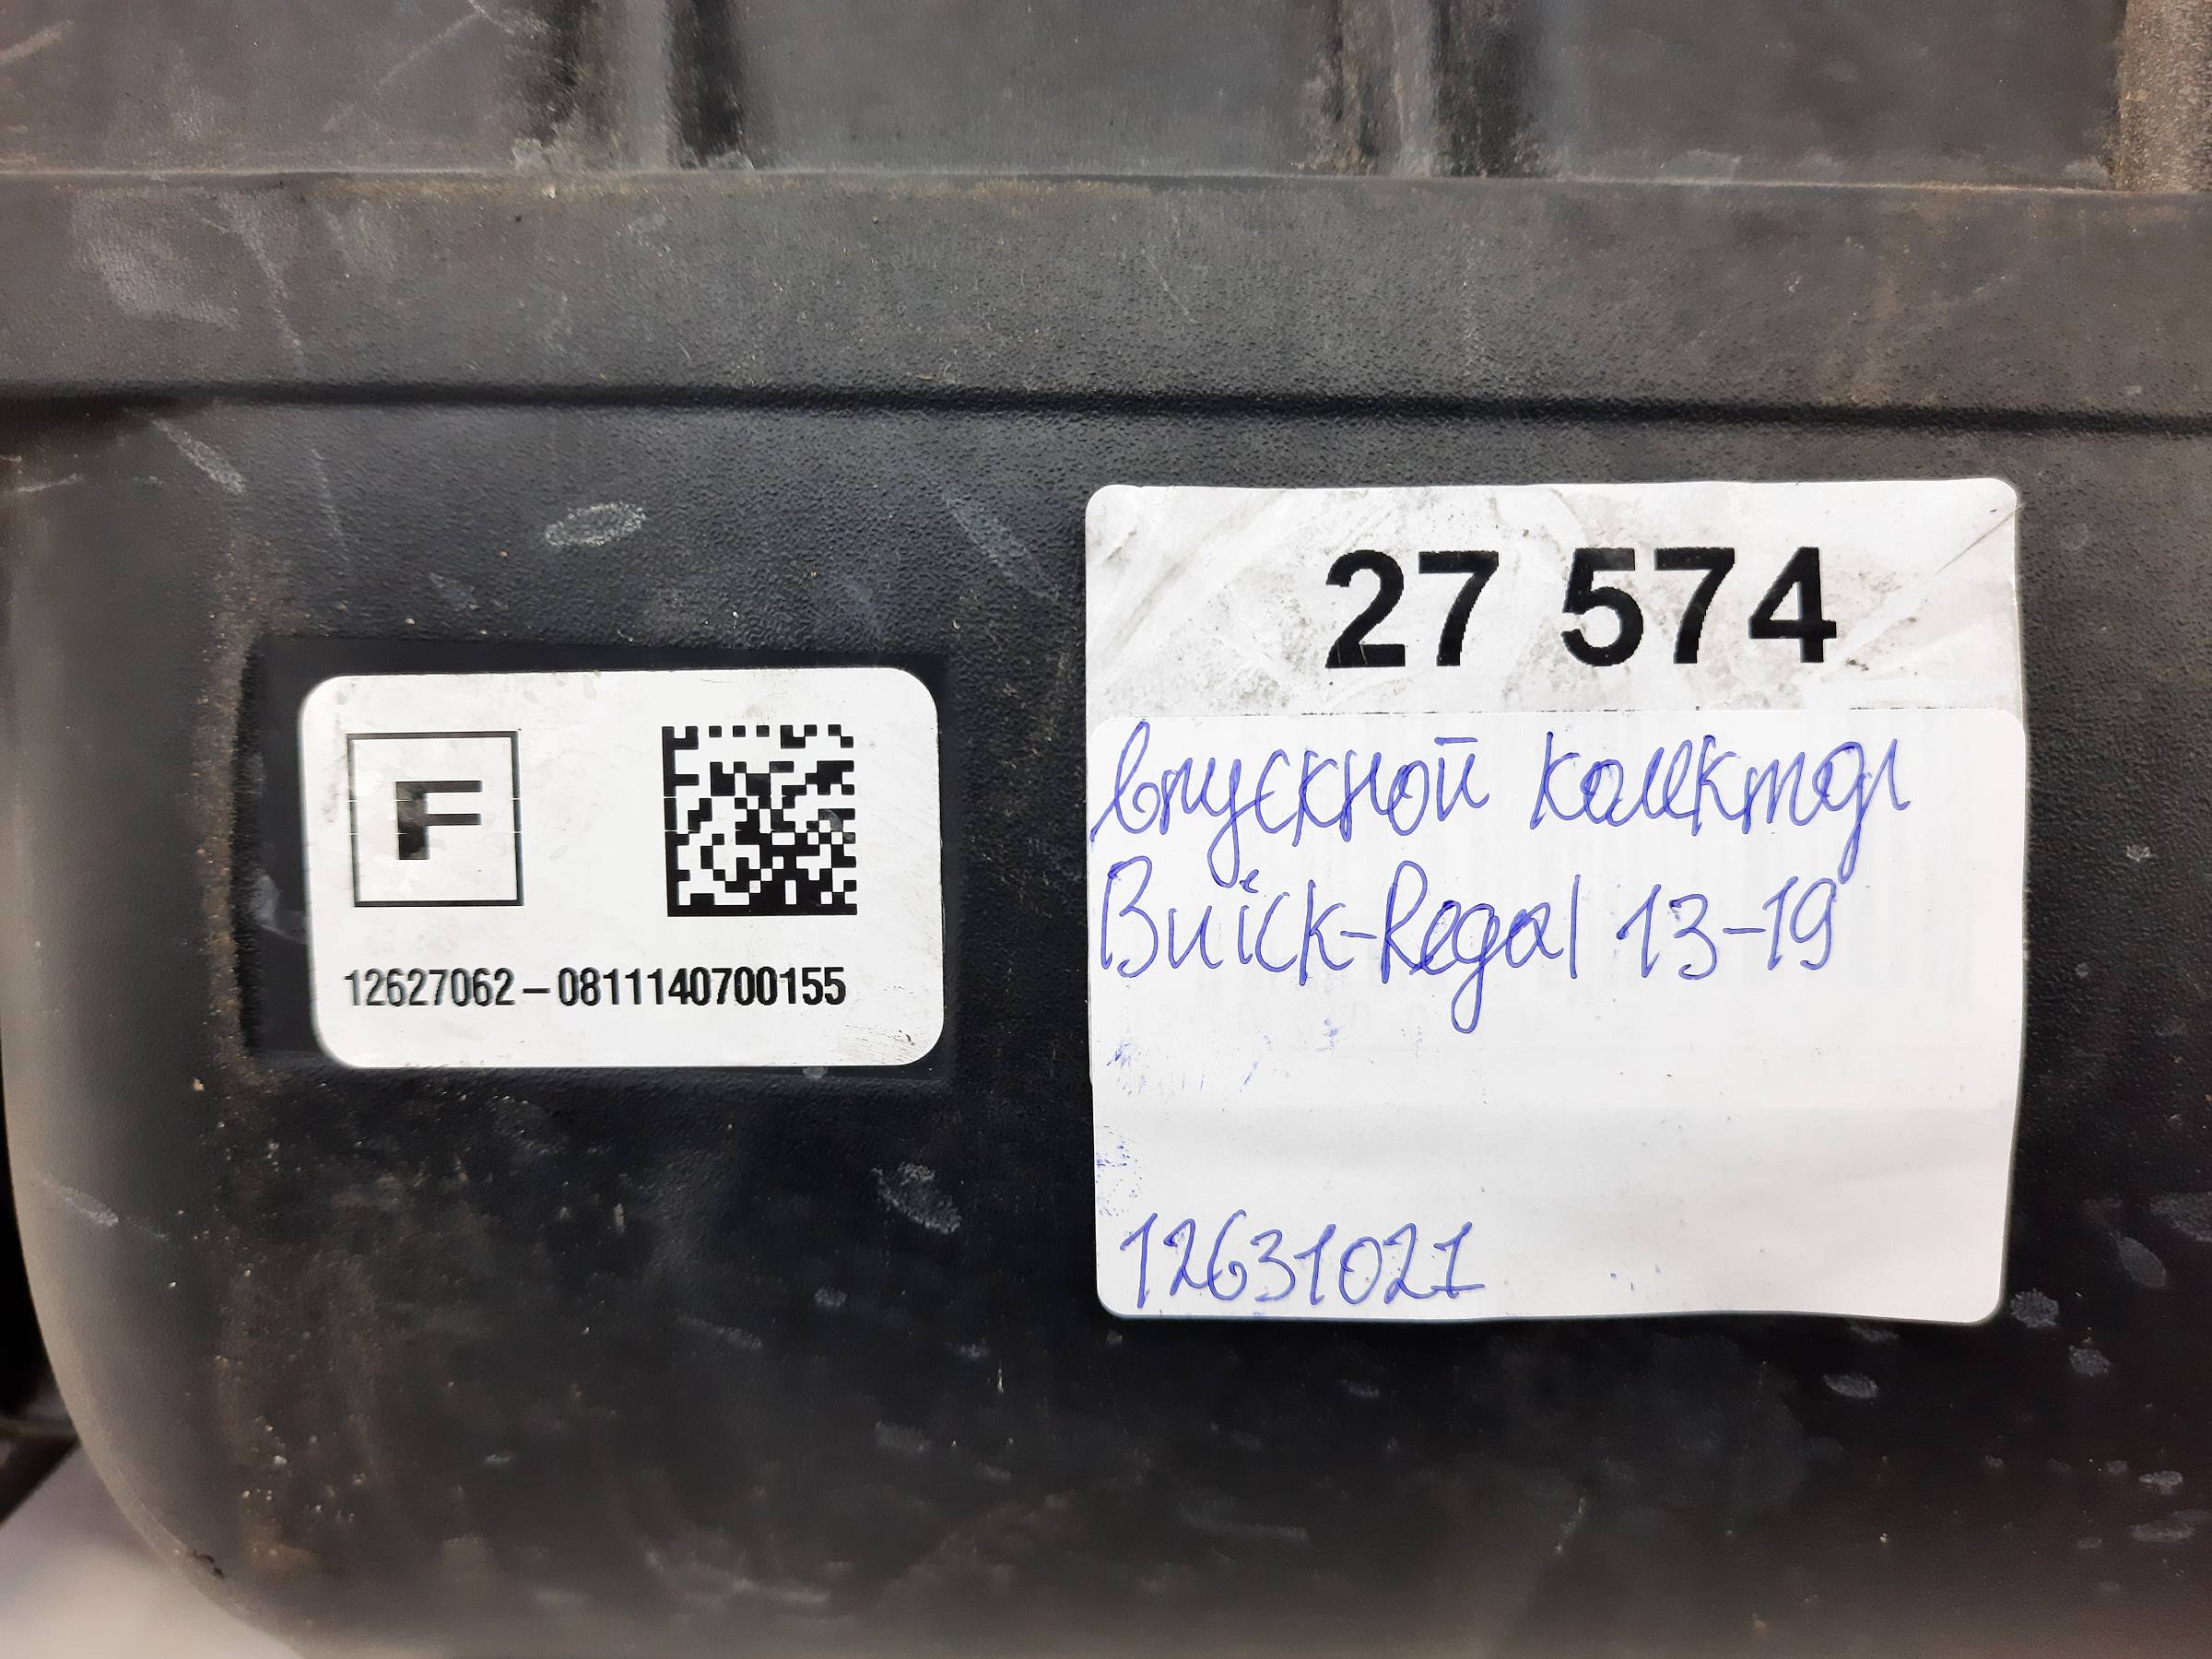 F
12627062-0811140700155
27 574
впускной коллектор
Buick-Regal 13-19
12631021